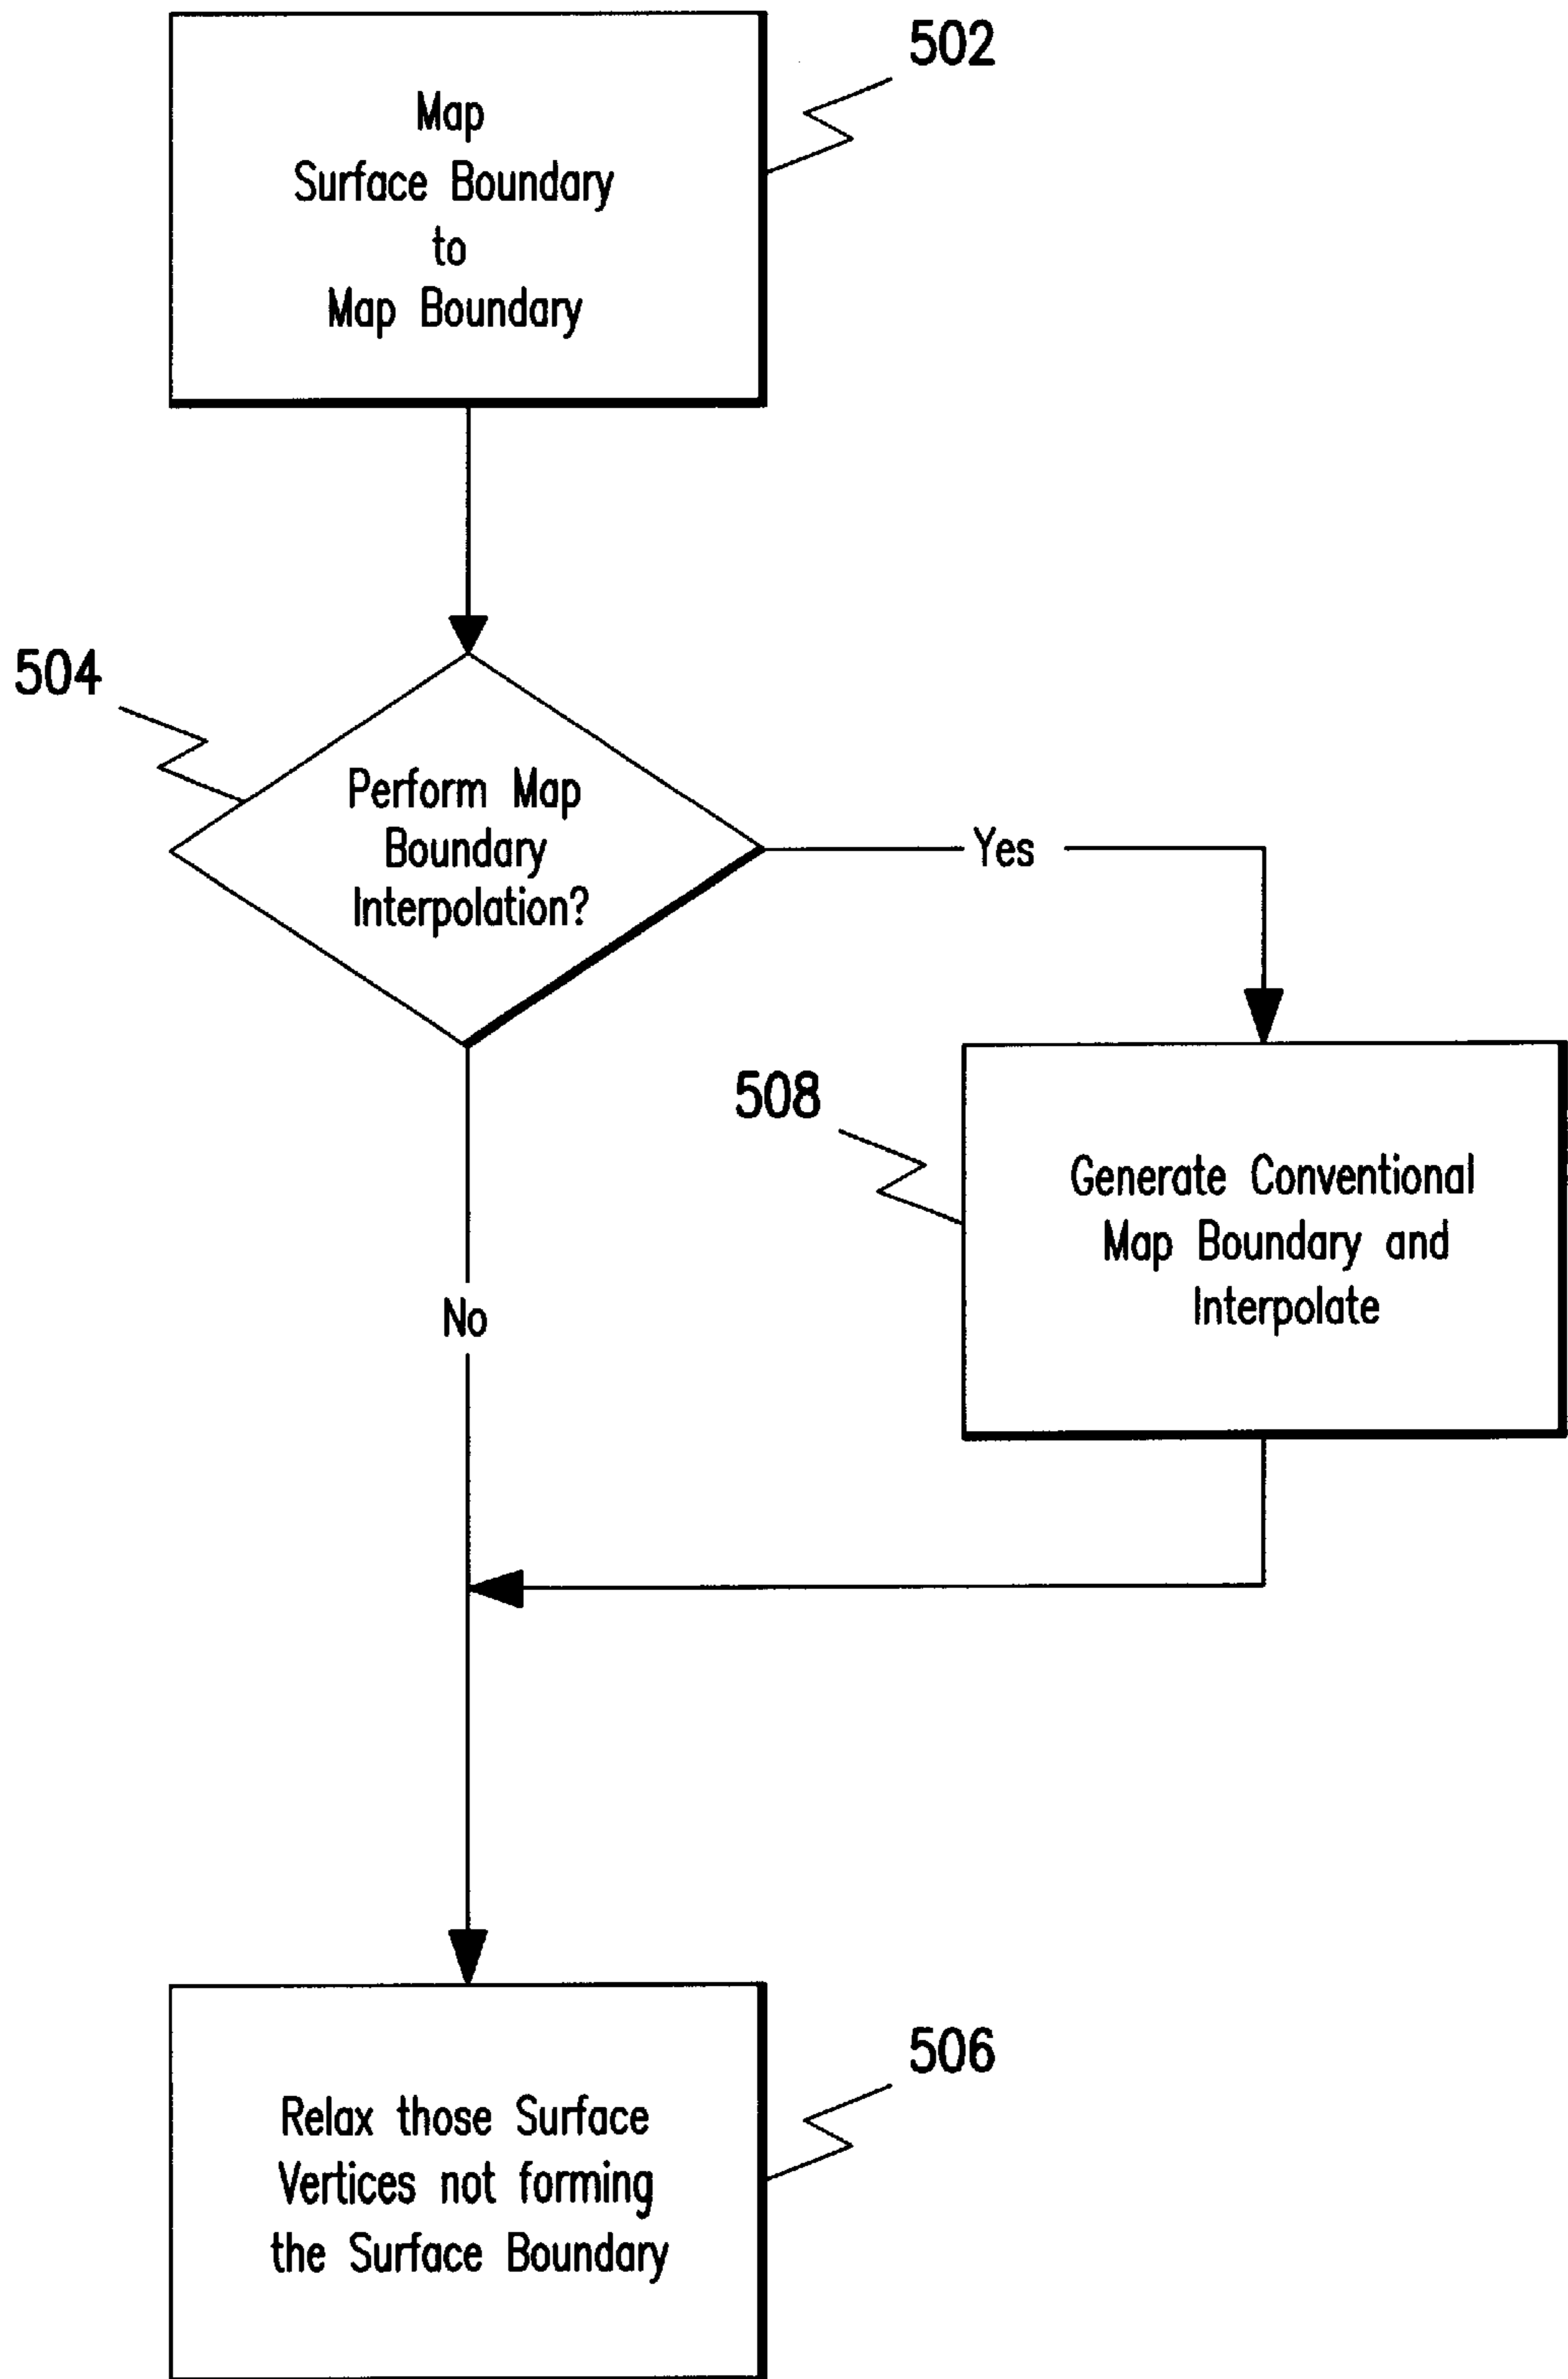 502
Map
Surface Boundary
to
Map Boundary
504
Perform Map
Boundary
Interpolation?
Yes
508
Generate Conventional
Map Boundary and
Interpolate
No
506
Relax those Surface
Vertices not forming
the Surface Boundary